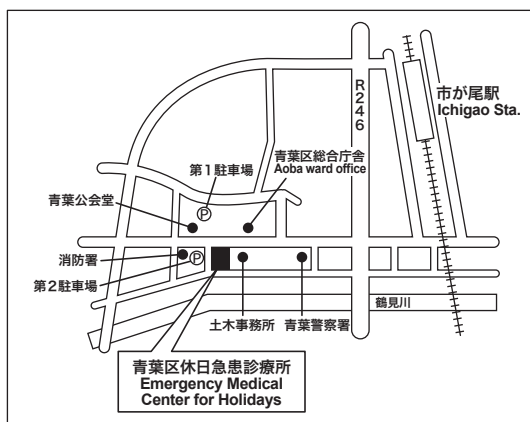 R246
市が尾駅
Ichigao Sta.
青葉区総合庁舎
Aoba ward office
第1駐車場
P
青葉公会堂
消防署
P
第2駐車場
鶴見川
土木事務所
青葉警察署
青葉区休日急患診療所
Emergency Medical
Center for Holidays